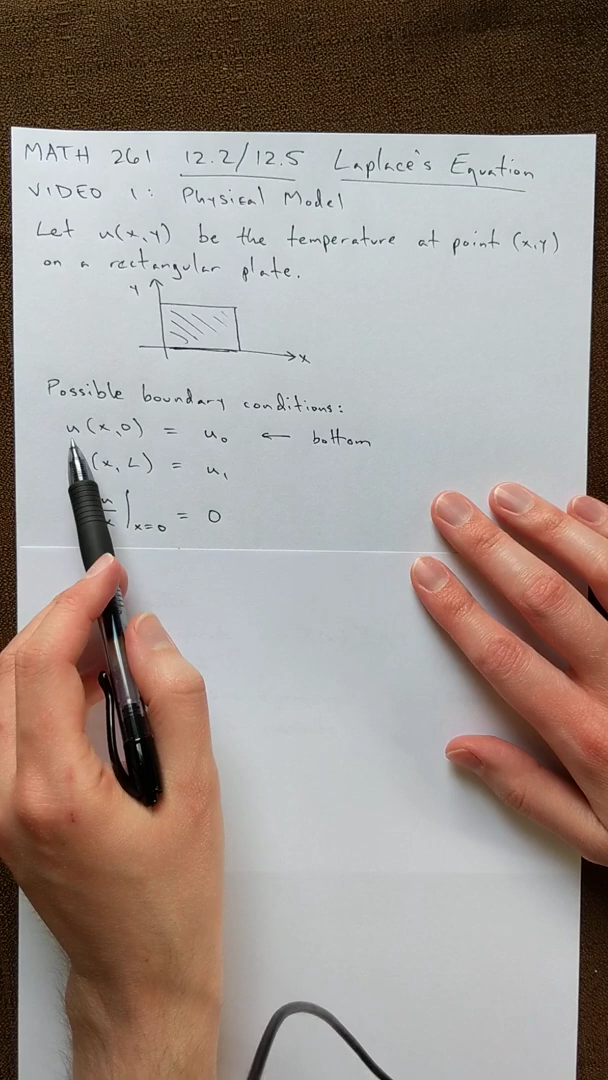 MATH 261 12.2/12.5 Laplace's Equation
VIDEO 1: Physical Model
Let u(x,y) be the temperature at point (x,y)
on a rectangular plate.
y
x
Possible boundary conditions:
u(x,0) = u₀ ← bottom
(x,L) = u₁
|ₓ₌₀ = 0